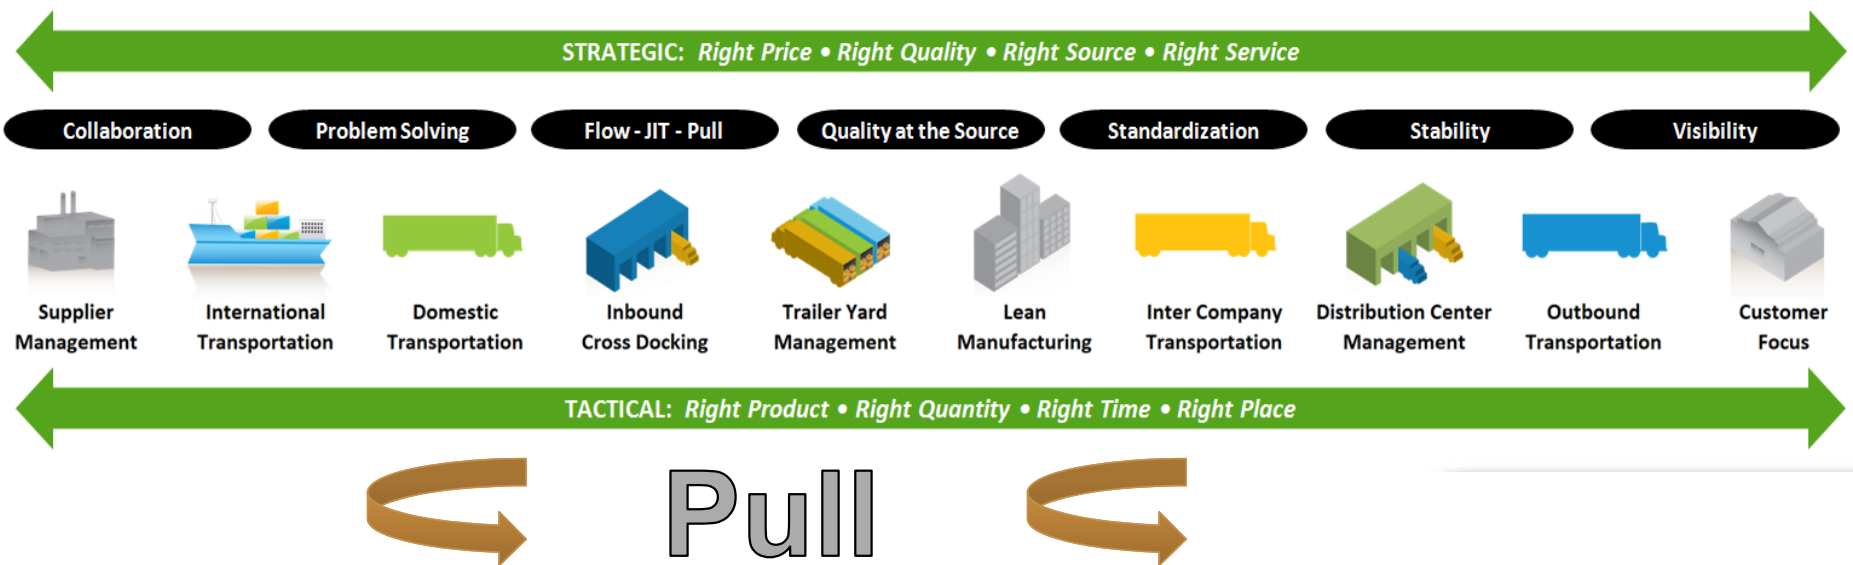 STRATEGIC: Right Price • Right Quality • Right Source • Right Service
Collaboration
Problem Solving
Flow - JIT - Pull
Quality at the Source
Standardization
Stability
Visibility
Supplier
Management
International
Transportation
Domestic
Transportation
Inbound
Cross Docking
Trailer Yard
Management
Lean
Manufacturing
Inter Company
Transportation
Distribution Center
Management
Outbound
Transportation
Customer
Focus
TACTICAL: Right Product • Right Quantity • Right Time • Right Place
Pull